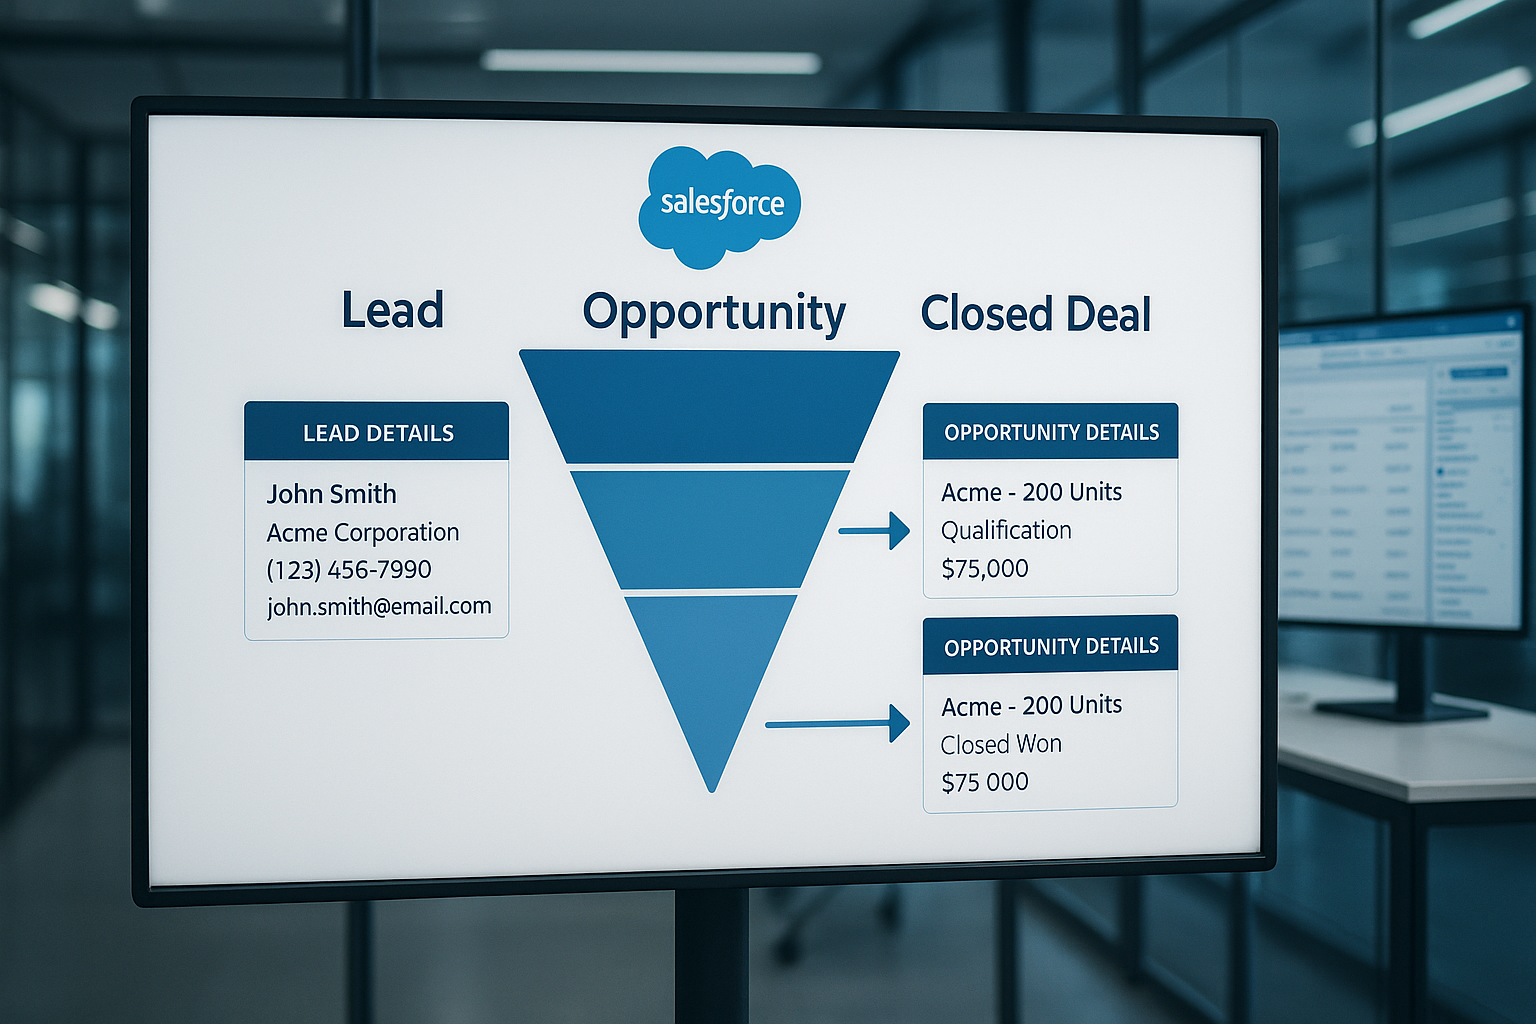 salesforce
Lead
Opportunity
Closed Deal
LEAD DETAILS
John Smith
Acme Corporation
(123) 456-7990
john.smith@email.com
OPPORTUNITY DETAILS
Acme - 200 Units
Qualification
$75,000
OPPORTUNITY DETAILS
Acme - 200 Units
Closed Won
$75 000